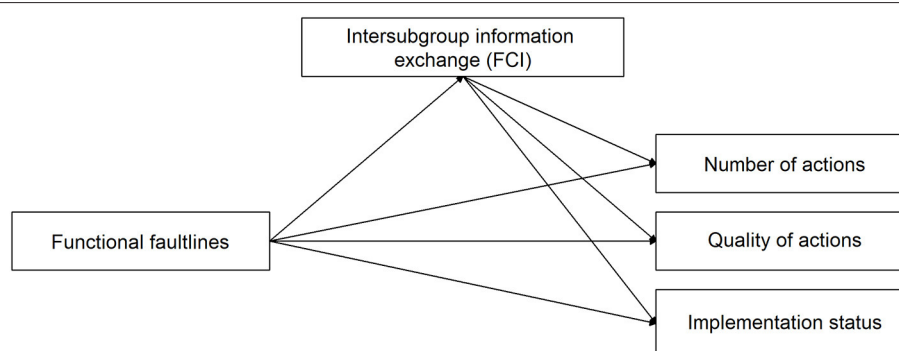 Intersubgroup information
exchange (FCI)
Number of actions
Functional faultlines
Quality of actions
Implementation status